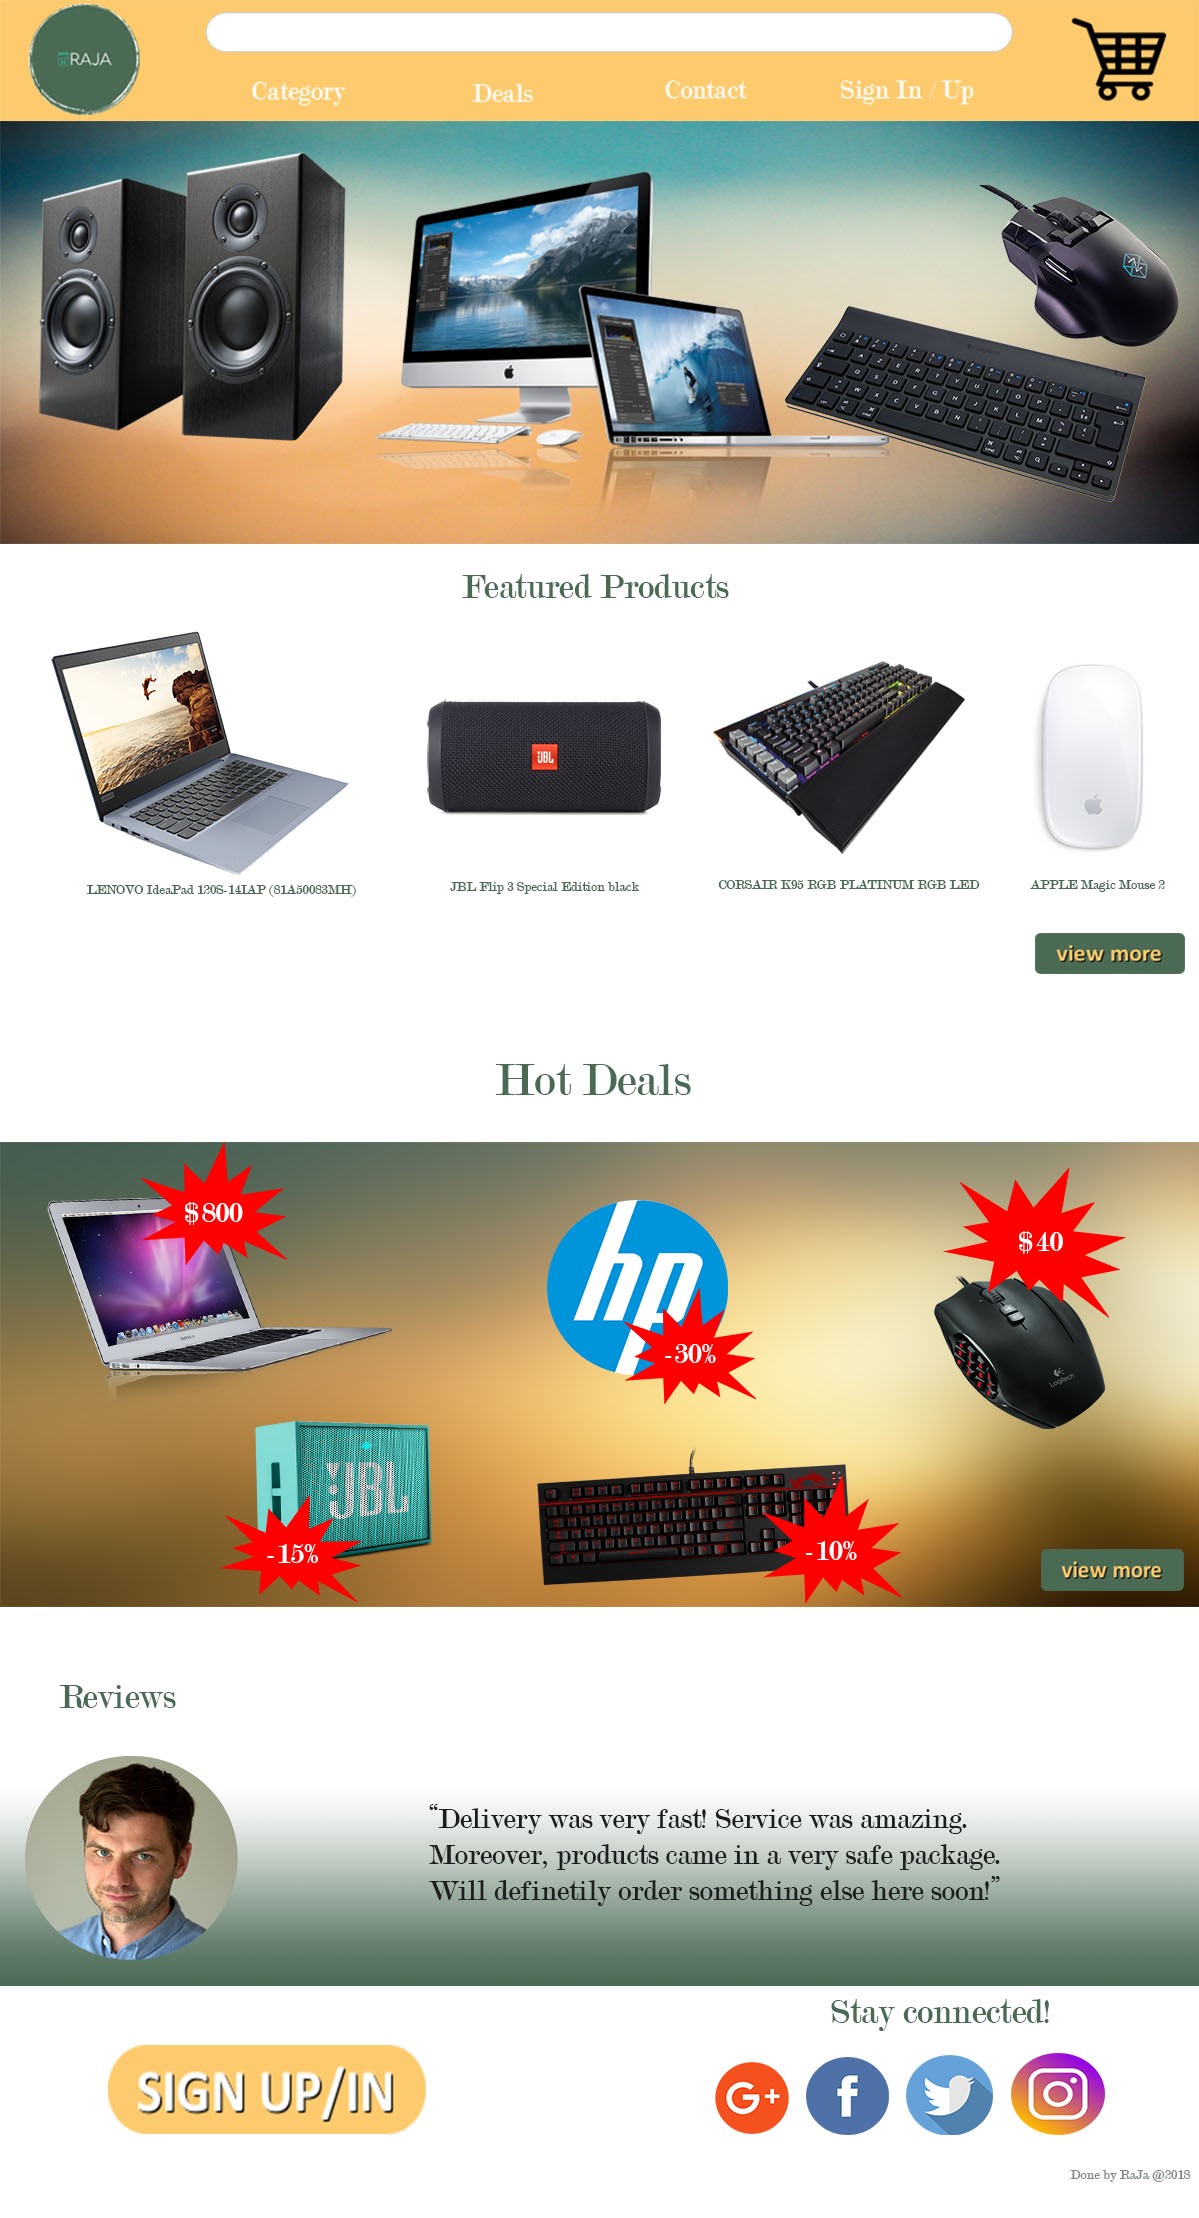 RAJA
Category
Deals
Contact
Sign In / Up
Logitech
Featured Products
JBL
LENOVO IdeaPad 120S-14IAP (81A50083MH)
JBL Flip 3 Special Edition black
CORSAIR K95 RGB PLATINUM RGB LED
APPLE Magic Mouse 2
view more
Hot Deals
$800
hp
-30%
$40
Logitech
JBL
-15%
-10%
view more
Reviews
“Delivery was very fast! Service was amazing.
Moreover, products came in a very safe package.
Will definetily order something else here soon!”
Stay connected!
SIGN UP/IN
G+
f
Done by RaJa @2018